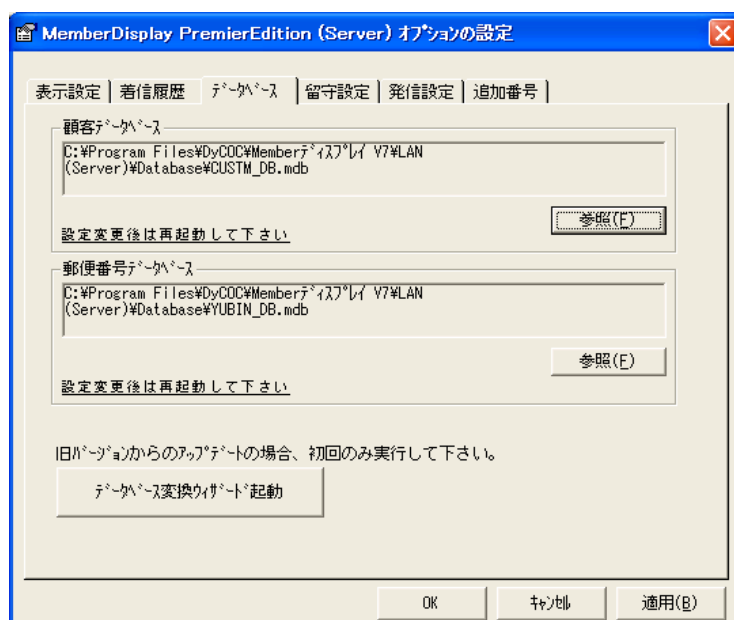 MemberDisplay PremierEdition (Server) ｵﾌﾟｼｮﾝの設定
表示設定 着信履歴 ﾃﾞｰﾀﾍﾞｰｽ 留守設定 発信設定 追加番号
顧客ﾃﾞｰﾀﾍﾞｰｽ
C:¥Program Files¥DyCOC¥Memberﾃﾞｨｽﾌﾟﾚｲ V7¥LAN
(Server)¥Database¥CUSTM_DB.mdb
参照(F)
設定変更後は再起動して下さい
郵便番号ﾃﾞｰﾀﾍﾞｰｽ
C:¥Program Files¥DyCOC¥Memberﾃﾞｨｽﾌﾟﾚｲ V7¥LAN
(Server)¥Database¥YUBIN_DB.mdb
参照(F)
設定変更後は再起動して下さい
旧ﾊﾞｰｼﾞｮﾝからのｱｯﾌﾟﾃﾞｰﾄの場合、初回のみ実行して下さい。
ﾃﾞｰﾀﾍﾞｰｽ変換ｳｨｻﾞｰﾄﾞ起動
OK ｷｬﾝｾﾙ 適用(B)